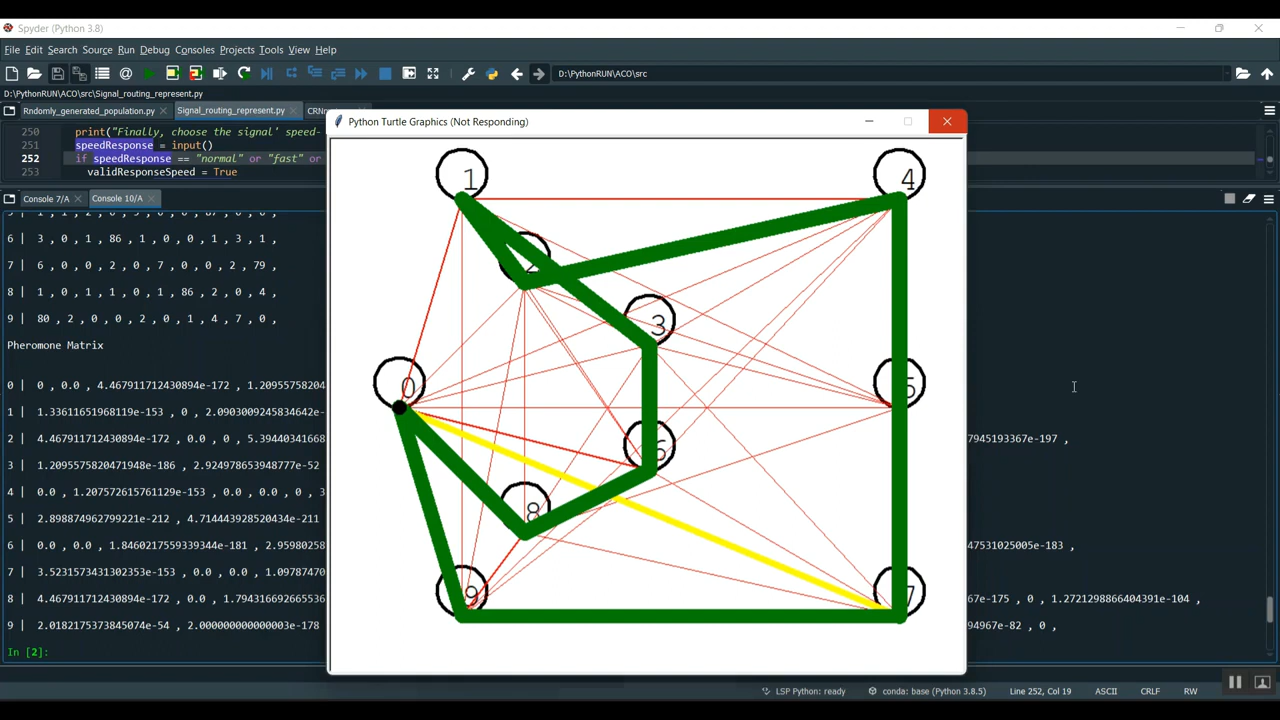 Spyder (Python 3.8)
File Edit Search Source Run Debug Consoles Projects Tools View Help
D:\PythonRUN\ACO\src
D:\PythonRUN\ACO\src\Signal_routing_represent.py
Rndomly_generated_population.py Signal_routing_represent.py
250 print("Finally, choose the signal' speed-
251 speedResponse = input()
252 if speedResponse == "normal" or "fast" or
253 validResponseSpeed = True
Python Turtle Graphics (Not Responding)
Console 7/A Console 10/A
6 | 3 , 0 , 1 , 86 , 1 , 0 , 0 , 1 , 3 , 1 ,
7 | 6 , 0 , 0 , 2 , 0 , 7 , 0 , 0 , 2 , 79 ,
8 | 1 , 0 , 1 , 1 , 0 , 1 , 86 , 2 , 0 , 4 ,
9 | 80 , 2 , 0 , 0 , 2 , 0 , 1 , 4 , 7 , 0 ,
Pheromone Matrix
0 | 0 , 0.0 , 4.467911712430894e-172 , 1.2095575820
1 | 1.33611651968119e-153 , 0 , 2.0903009245834642e-
2 | 4.467911712430894e-172 , 0.0 , 0 , 5.39440341668 7945193367e-197 ,
3 | 1.2095575820471948e-186 , 2.924978653948777e-52
4 | 0.0 , 1.207572615761129e-153 , 0.0 , 0.0 , 0 , 3
5 | 2.898874962799221e-212 , 4.714443928520434e-211
6 | 0.0 , 0.0 , 1.8460217559339344e-181 , 2.95980258 47531025005e-183 ,
7 | 3.5231573431302353e-153 , 0.0 , 0.0 , 1.09787470
8 | 4.467911712430894e-172 , 0.0 , 1.79431669266553 67e-175 , 0 , 1.2721298866404391e-104 ,
9 | 2.0182175373845074e-54 , 94967e-82 , 0 ,
In [2]:
1
4
3
0
5
6
8
9
7
LSP Python: ready conda: base (Python 3.8.5) Line 252, Col 19 ASCII CRLF RW